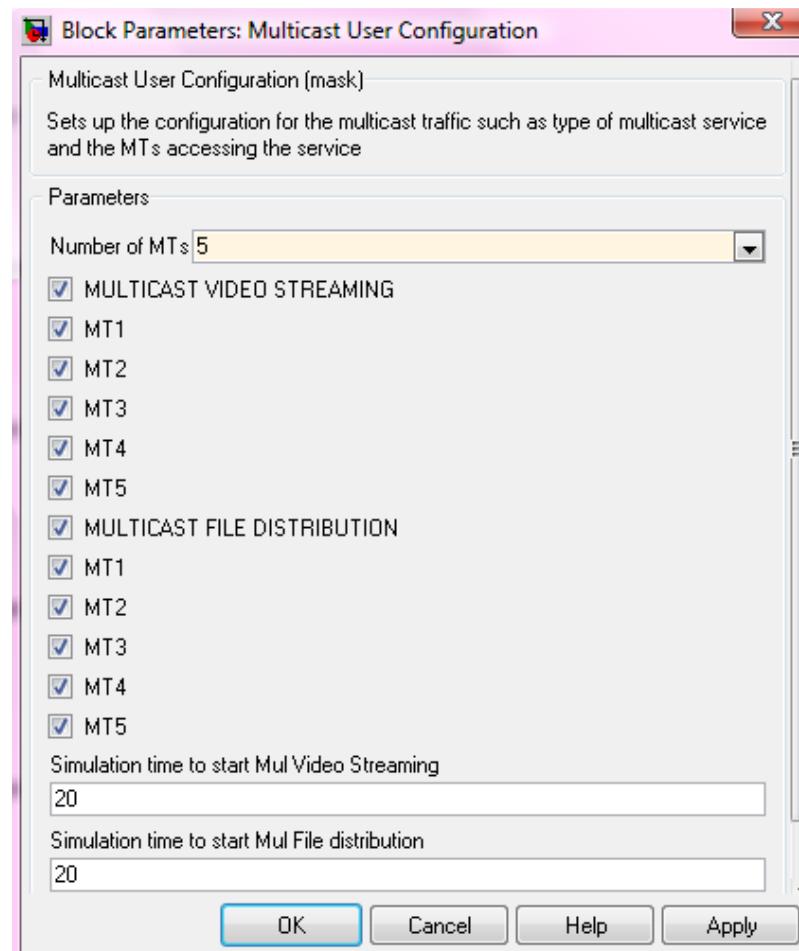 Block Parameters: Multicast User Configuration
Multicast User Configuration (mask)
Sets up the configuration for the multicast traffic such as type of multicast service
and the MTs accessing the service
Parameters
Number of MTs 5
MULTICAST VIDEO STREAMING
MT1
MT2
MT3
MT4
MT5
MULTICAST FILE DISTRIBUTION
MT1
MT2
MT3
MT4
MT5
Simulation time to start Mul Video Streaming
20
Simulation time to start Mul File distribution
20
OK Cancel Help Apply